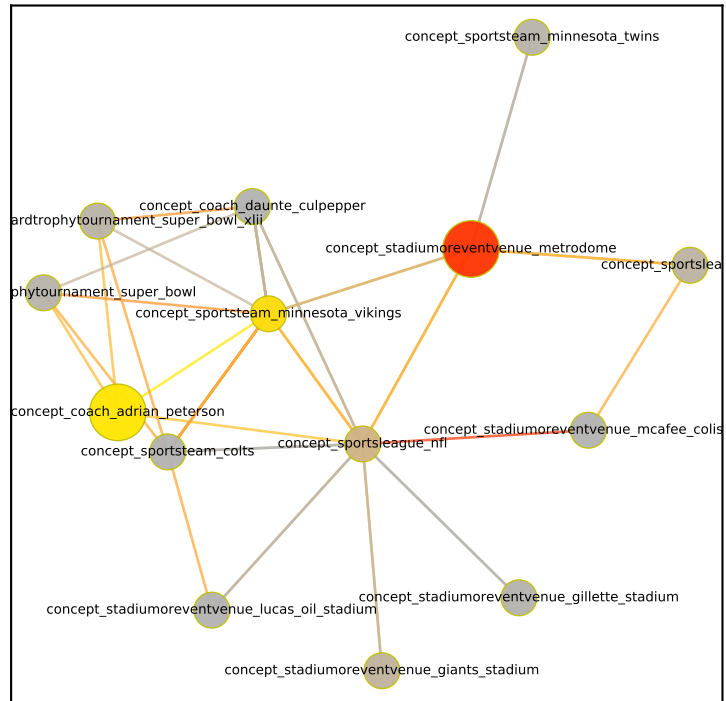 concept_sportsteam_minnesota_twins
concept_coach_daunte_culpepper
ardtrophytournament_super_bowl_xlii
concept_stadiumoreventvenue_metrodome
concept_sportslea
phytournament_super_bowl
concept_sportsteam_minnesota_vikings
concept_coach_adrian_peterson
concept_stadiumoreventvenue_mcafee_colis
concept_sportsleague_nfl
concept_sportsteam_colts
concept_stadiumoreventvenue_gillette_stadium
concept_stadiumoreventvenue_lucas_oil_stadium
concept_stadiumoreventvenue_giants_stadium